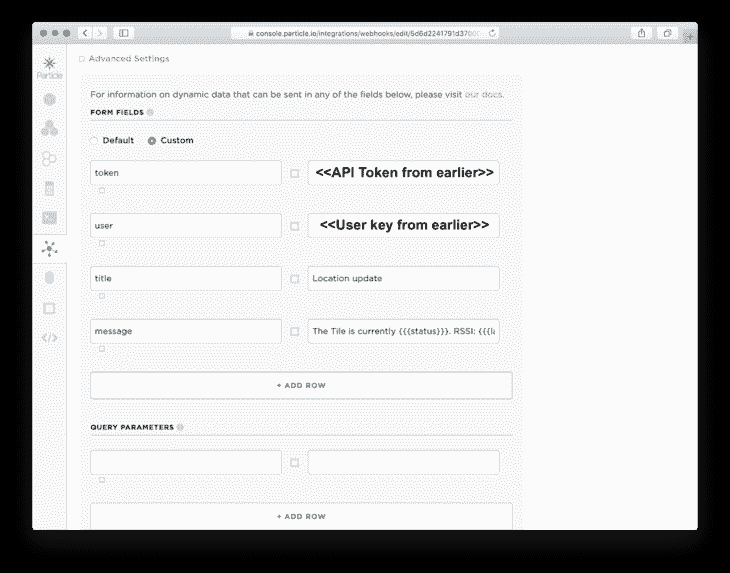 console.particle.io/integrations/webhooks/edit/5d6d2241791d3700
Particle
Advanced Settings
For information on dynamic data that can be sent in any of the fields below, please visit our docs.
FORM FIELDS
Default Custom
token <<API Token from earlier>>
user <<User key from earlier>>
title Location update
message The Tile is currently {{{status}}}. RSSI: {{{la
+ ADD ROW
QUERY PARAMETERS
+ ADD ROW